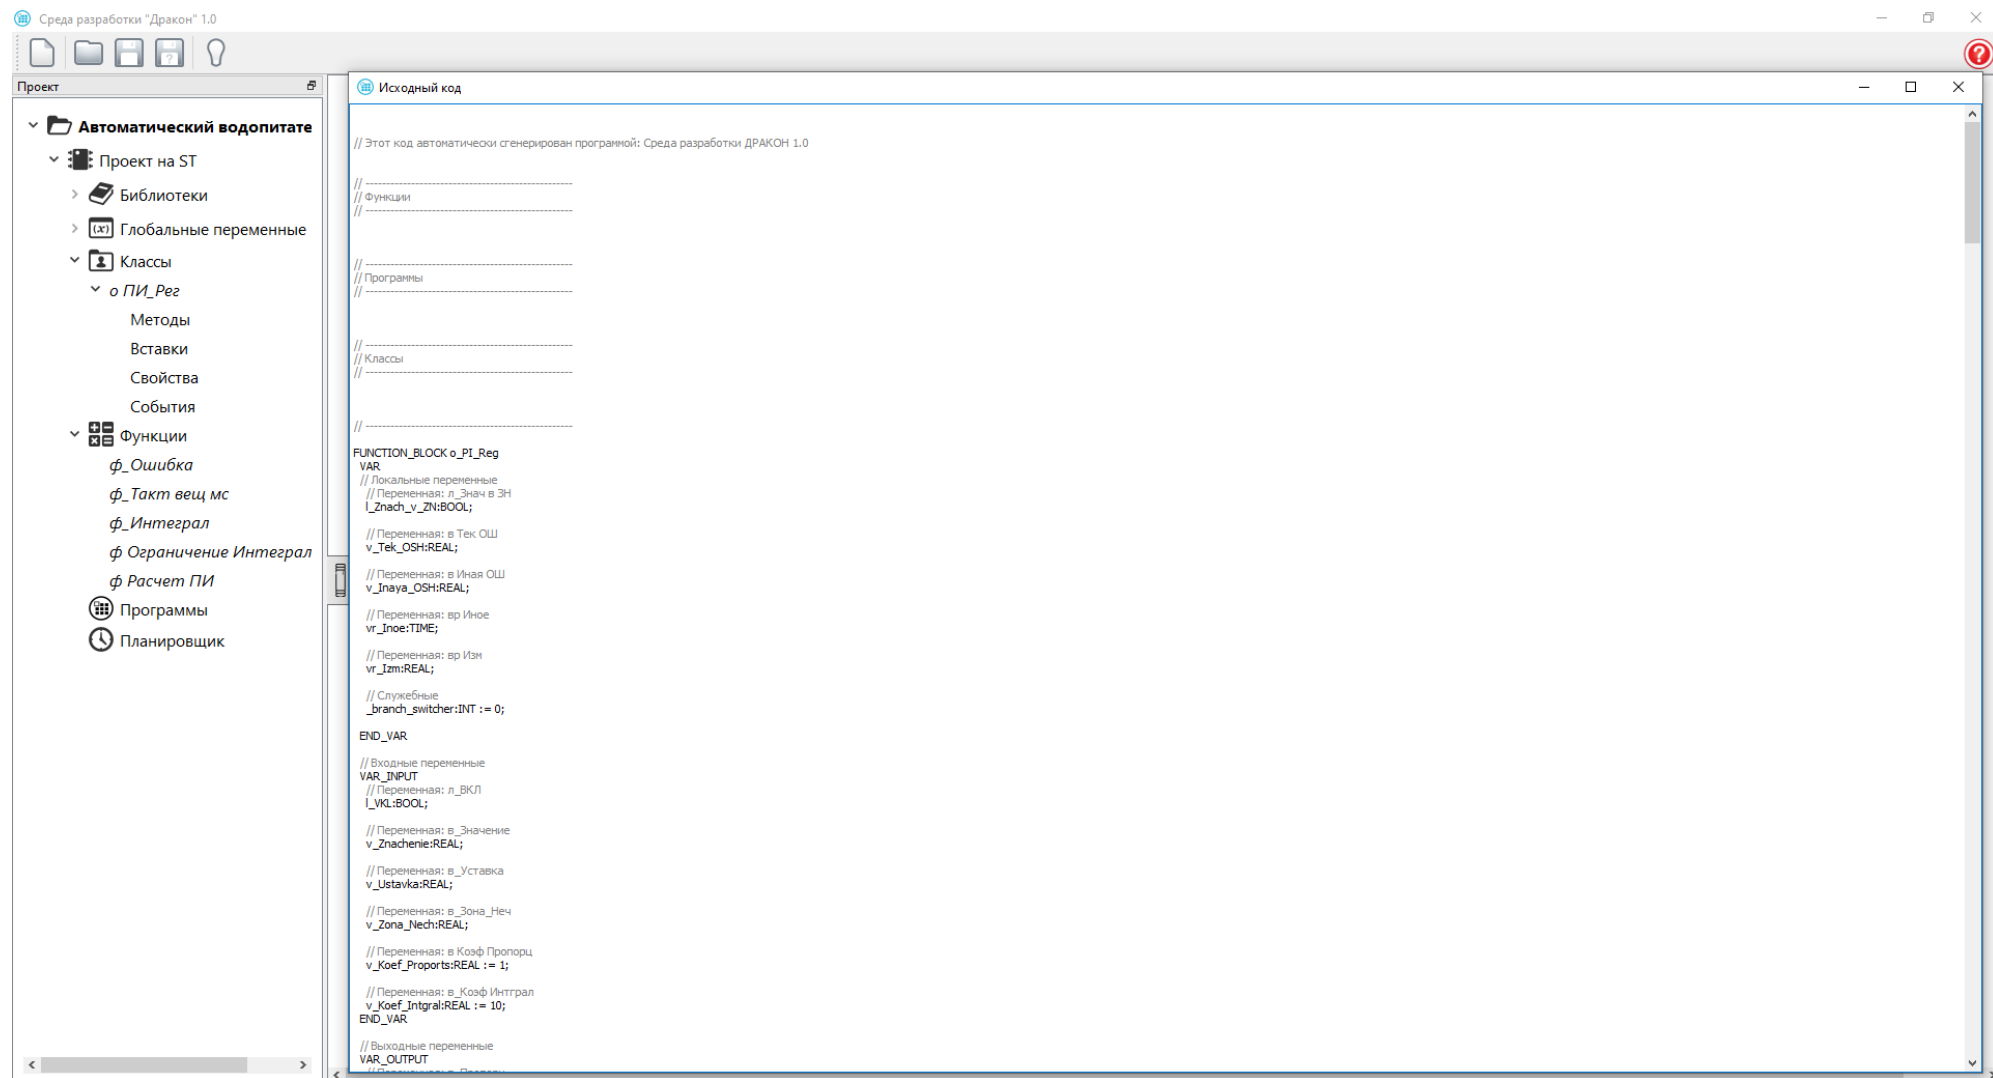 Среда разработки "Дракон" 1.0
Проект
Автоматический водопитате
Проект на ST
Библиотеки
(x) Глобальные переменные
Классы
о ПИ_Рег
Методы
Вставки
Свойства
События
Функции
ф_Ошибка
ф_Такт вещ мс
ф_Интеграл
ф Ограничение Интеграл
ф Расчет ПИ
Программы
Планировщик
Исходный код
// Этот код автоматически сгенерирован программой: Среда разработки ДРАКОН 1.0
// --------------------------------------------------
// Функции
// --------------------------------------------------
// --------------------------------------------------
// Программы
// --------------------------------------------------
// --------------------------------------------------
// Классы
// --------------------------------------------------
// --------------------------------------------------
FUNCTION_BLOCK o_PI_Reg
VAR
// Локальные переменные
// Переменная: л_Знач в ЗН
l_Znach_v_ZN:BOOL;
// Переменная: в Тек ОШ
v_Tek_OSH:REAL;
// Переменная: в Иная ОШ
v_Inaya_OSH:REAL;
// Переменная: вр Иное
vr_Inoe:TIME;
// Переменная: вр Изм
vr_Izm:REAL;
// Служебные
_branch_switcher:INT := 0;
END_VAR
// Входные переменные
VAR_INPUT
// Переменная: л_ВКЛ
l_VKL:BOOL;
// Переменная: в_Значение
v_Znachenie:REAL;
// Переменная: в_Уставка
v_Ustavka:REAL;
// Переменная: в_Зона_Неч
v_Zona_Nech:REAL;
// Переменная: в Коэф Пропорц
v_Koef_Proports:REAL := 1;
// Переменная: в_Коэф Интграл
v_Koef_Intgral:REAL := 10;
END_VAR
// Выходные переменные
VAR_OUTPUT